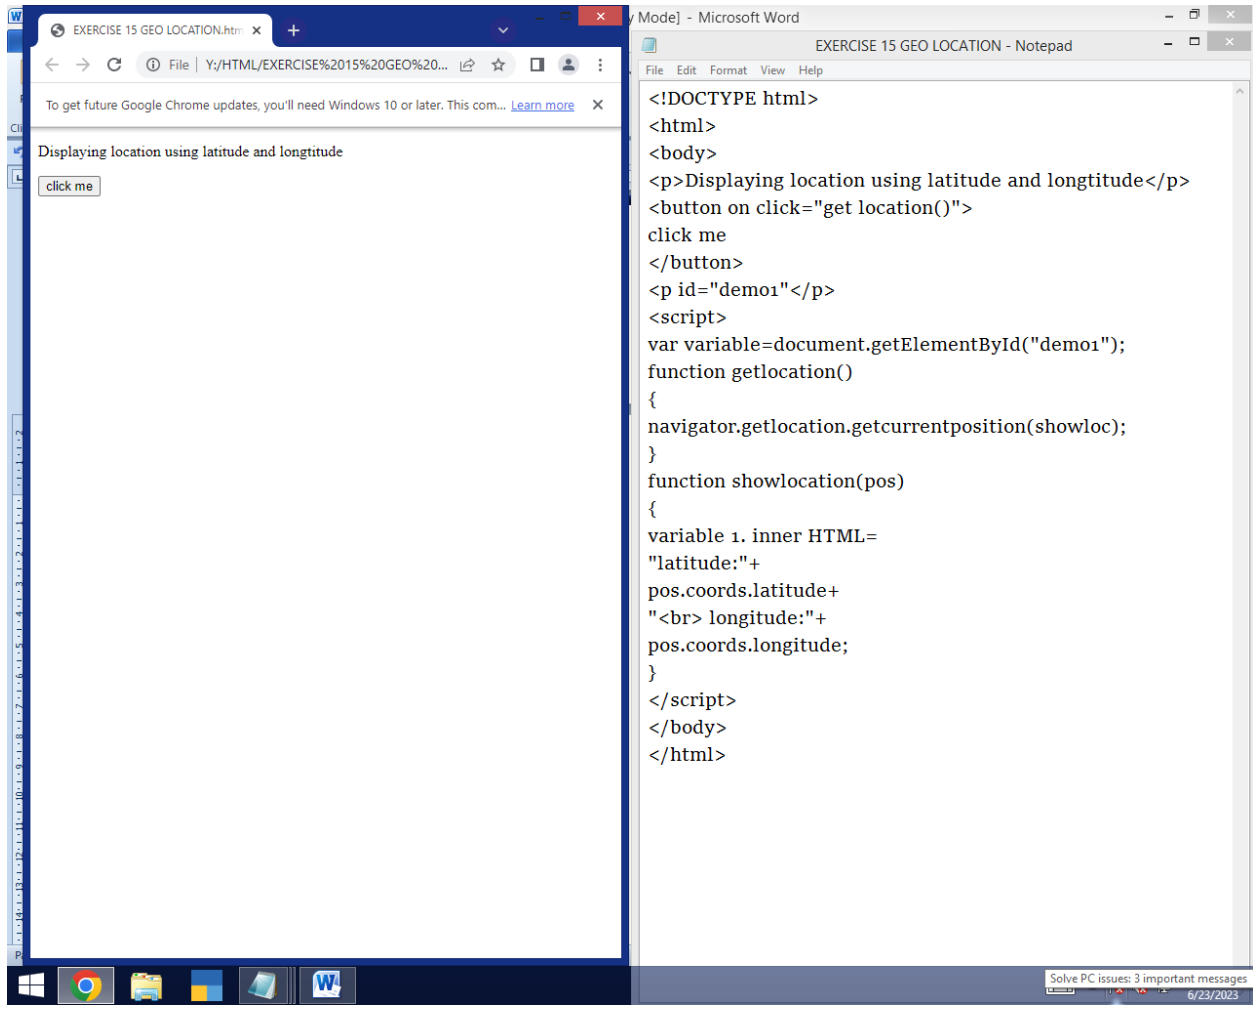 y Mode] - Microsoft Word
EXERCISE 15 GEO LOCATION.htm
File Y:/HTML/EXERCISE%2015%20GEO%20...
To get future Google Chrome updates, you'll need Windows 10 or later. This com... Learn more
Displaying location using latitude and longtitude
click me
EXERCISE 15 GEO LOCATION - Notepad
File Edit Format View Help
<!DOCTYPE html>
<html>
<body>
<p>Displaying location using latitude and longtitude</p>
<button on click="get location()">
click me
</button>
<p id="demo1"</p>
<script>
var variable=document.getElementById("demo1");
function getlocation()
{
navigator.getlocation.getcurrentposition(showloc);
}
function showlocation(pos)
{
variable 1. inner HTML=
"latitude:"+
pos.coords.latitude+
"<br> longitude:"+
pos.coords.longitude;
}
</script>
</body>
</html>
Solve PC issues: 3 important messages
6/23/2023